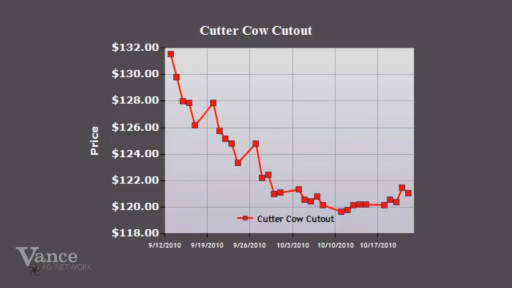 Cutter Cow Cutout
$132.00
$130.00
$128.00
$126.00
$124.00
$122.00
$120.00
$118.00
Price
Cutter Cow Cutout
9/12/2010 9/19/2010 9/26/2010 10/3/2010 10/10/2010 10/17/2010
Vance
AG NETWORK